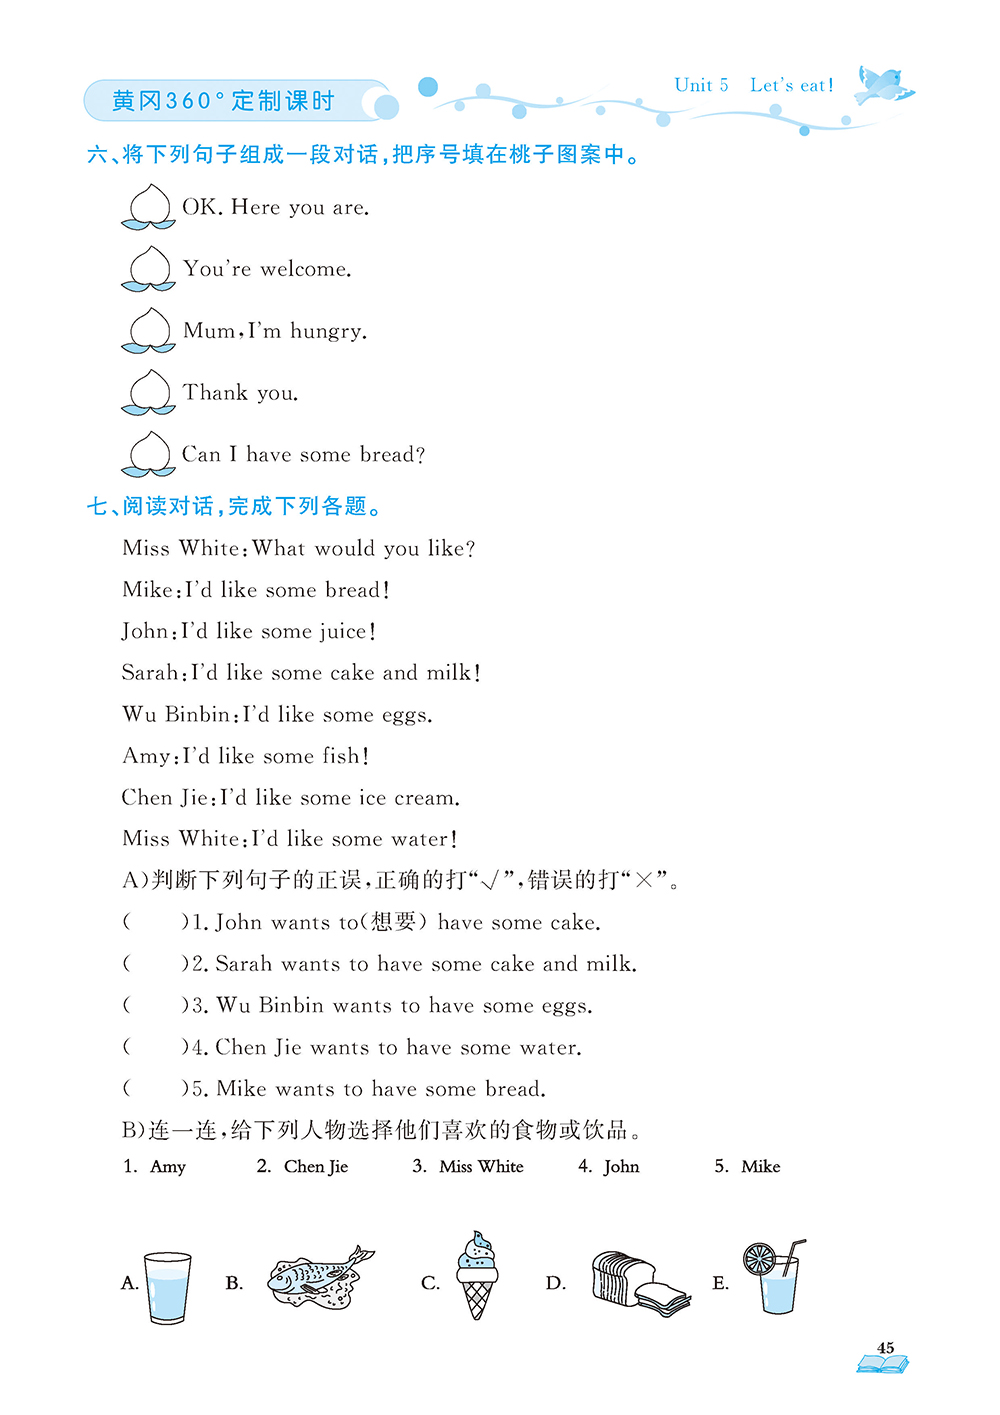 黄冈360°定制课时
Unit 5 Let's eat!
六、将下列句子组成一段对话,把序号填在桃子图案中。
OK. Here you are.
You're welcome.
Mum,I'm hungry.
Thank you.
Can I have some bread?
七、阅读对话,完成下列各题。
Miss White:What would you like?
Mike:I'd like some bread!
John:I'd like some juice!
Sarah:I'd like some cake and milk!
Wu Binbin:I'd like some eggs.
Amy:I'd like some fish!
Chen Jie:I'd like some ice cream.
Miss White:I'd like some water!
A)判断下列句子的正误,正确的打“√”,错误的打“×”。
( )1. John wants to(想要) have some cake.
( )2. Sarah wants to have some cake and milk.
( )3. Wu Binbin wants to have some eggs.
( )4. Chen Jie wants to have some water.
( )5. Mike wants to have some bread.
B)连一连,给下列人物选择他们喜欢的食物或饮品。
1. Amy 2. Chen Jie 3. Miss White 4. John 5. Mike
A. B. C. D. E.
45